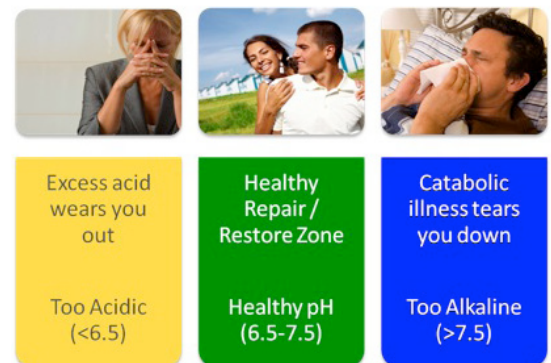 Excess acid
wears you
out
Too Acidic
(<6.5)
Healthy
Repair /
Restore Zone
Healthy pH
(6.5-7.5)
Catabolic
illness tears
you down
Too Alkaline
(>7.5)